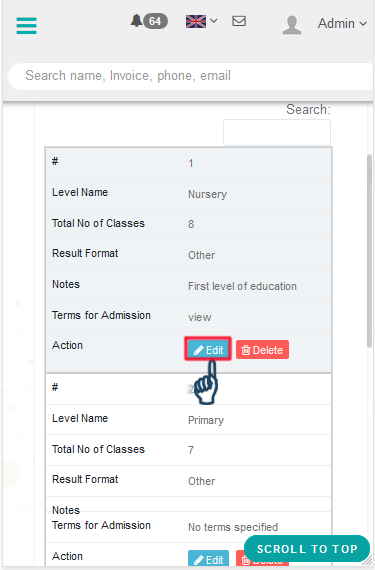 64
Admin
Search name, Invoice, phone, email
Search:
# 1
Level Name Nursery
Total No of Classes 8
Result Format Other
Notes First level of education
Terms for Admission view
Action Edit Delete
# 2
Level Name Primary
Total No of Classes 7
Result Format Other
Notes
Terms for Admission No terms specified
SCROLL TO TOP
Action Edit